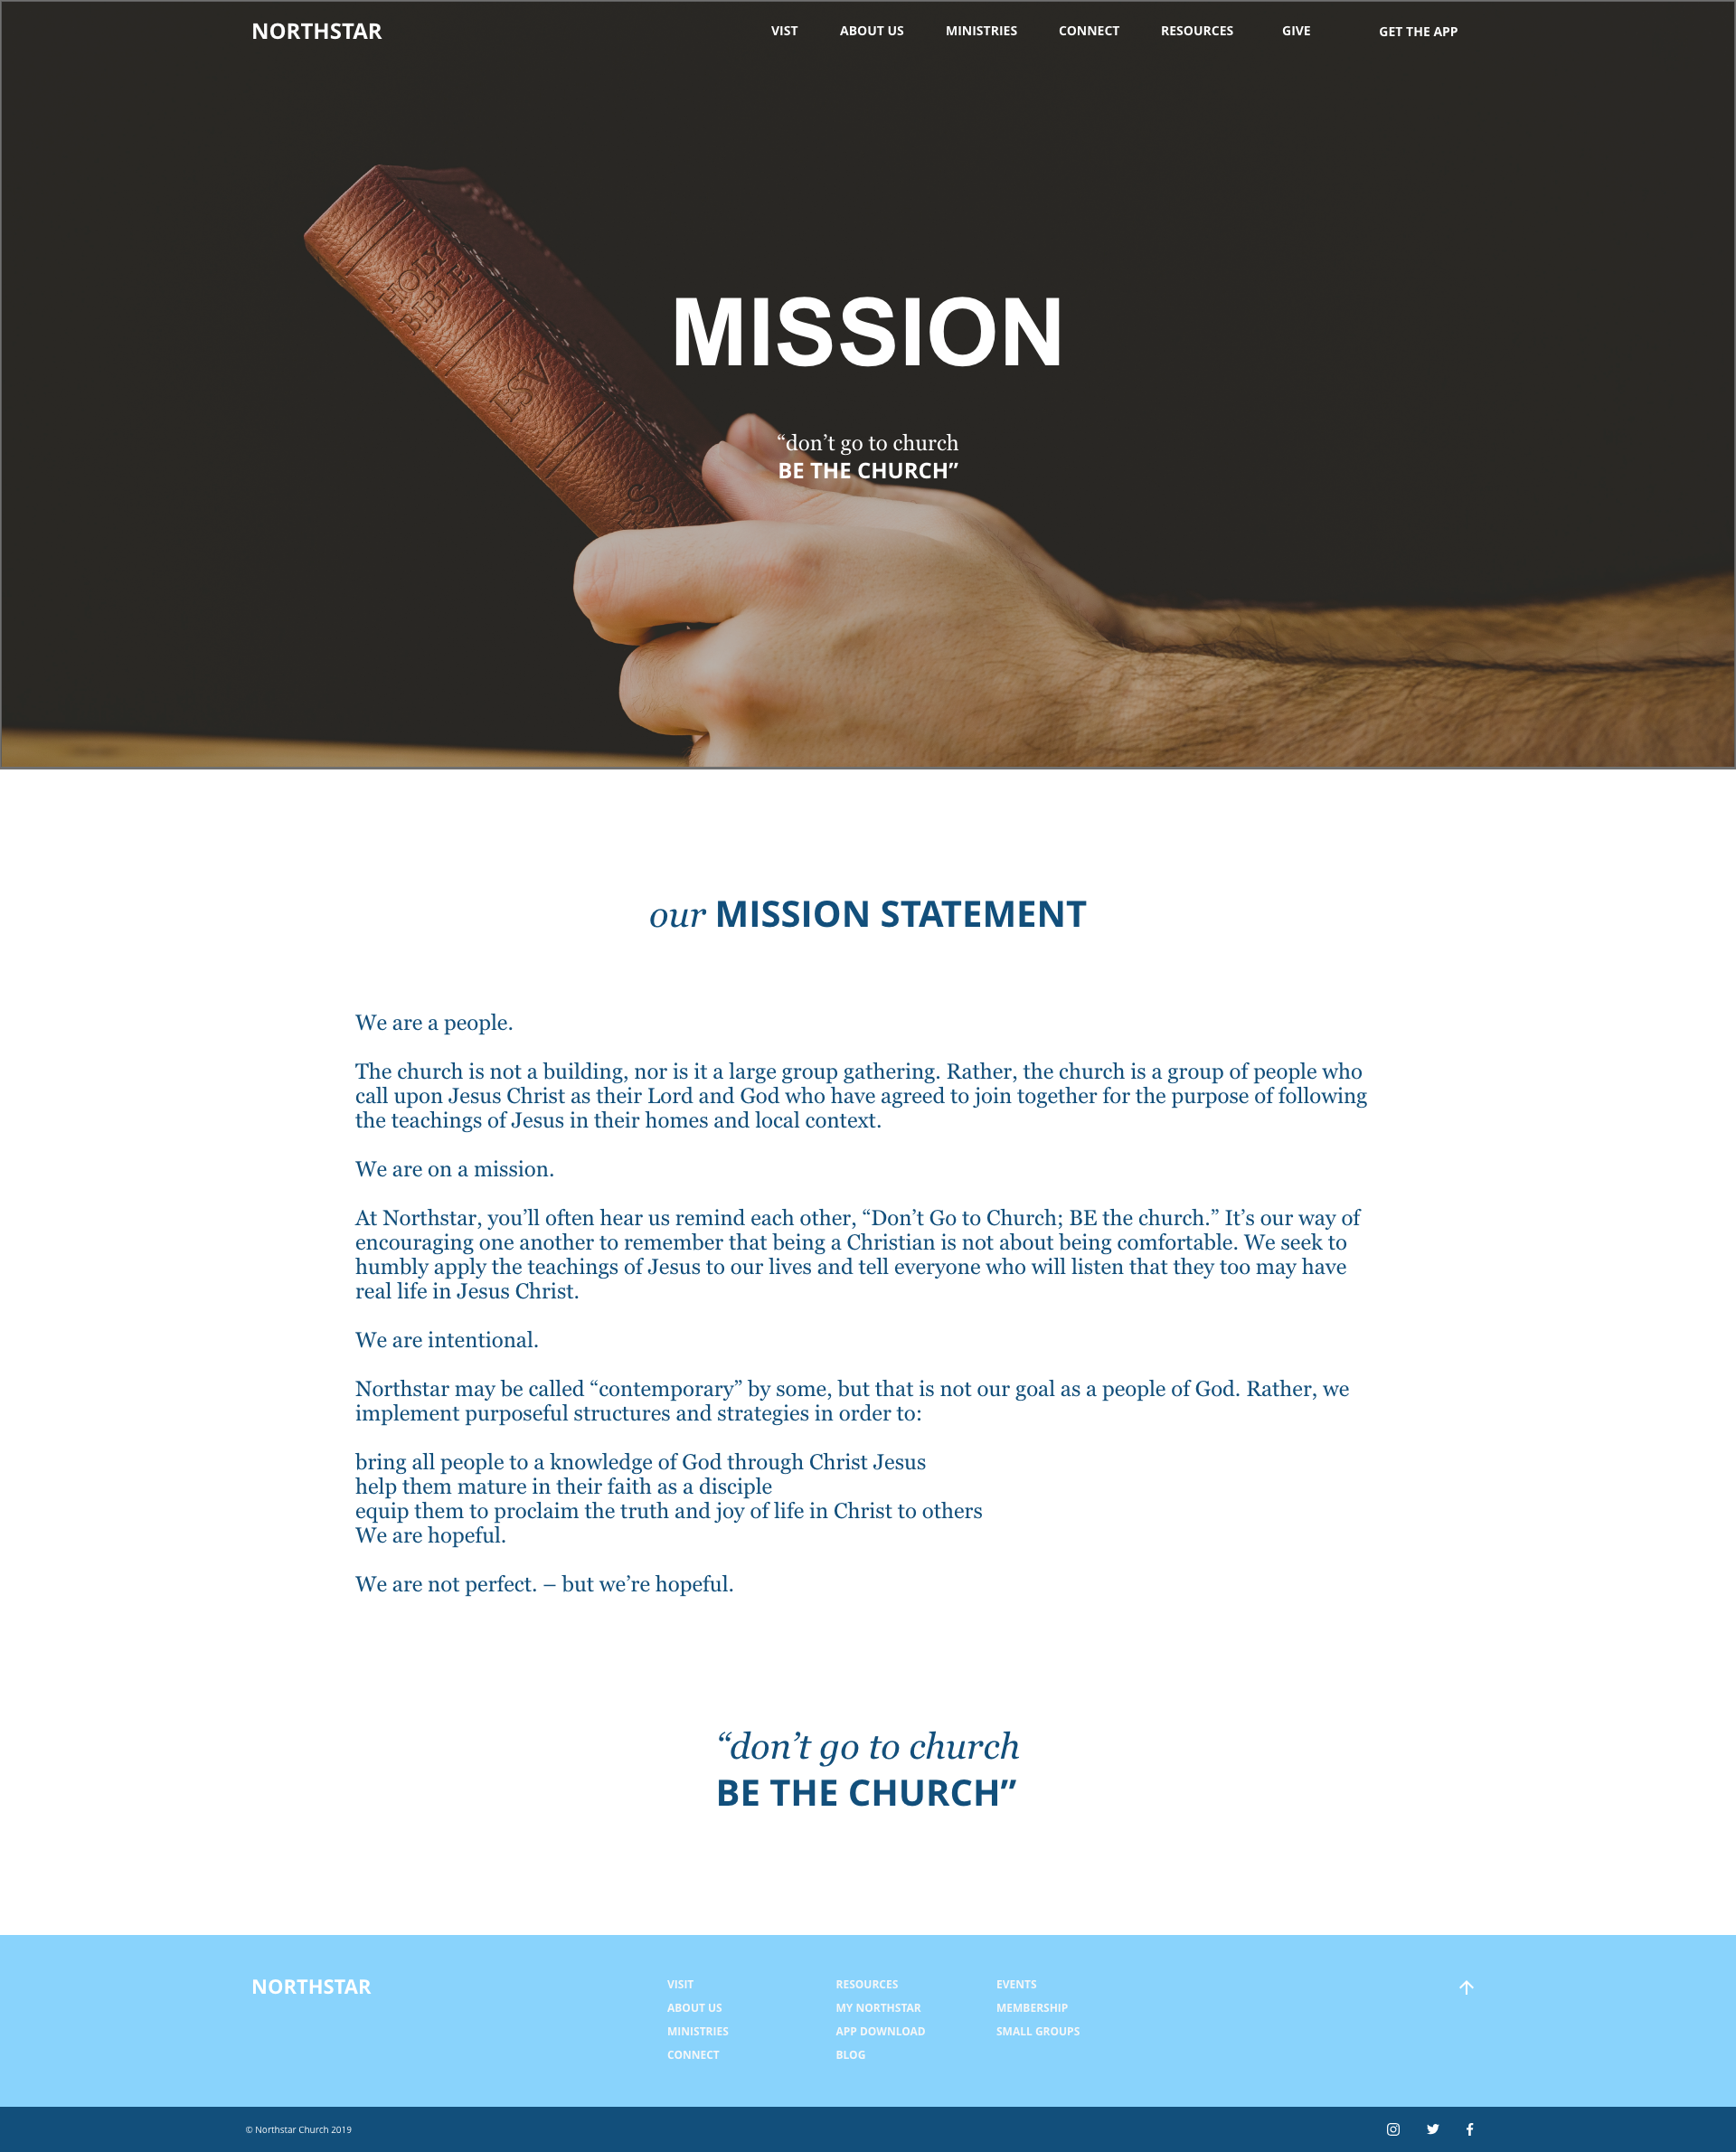 NORTHSTAR
VIST ABOUT US MINISTRIES CONNECT RESOURCES GIVE GET THE APP
HOLY
BIBLE
MISSION
“don’t go to church
BE THE CHURCH”
our MISSION STATEMENT
We are a people.
The church is not a building, nor is it a large group gathering. Rather, the church is a group of people who
call upon Jesus Christ as their Lord and God who have agreed to join together for the purpose of following
the teachings of Jesus in their homes and local context.
We are on a mission.
At Northstar, you’ll often hear us remind each other, “Don’t Go to Church; BE the church.” It’s our way of
encouraging one another to remember that being a Christian is not about being comfortable. We seek to
humbly apply the teachings of Jesus to our lives and tell everyone who will listen that they too may have
real life in Jesus Christ.
We are intentional.
Northstar may be called “contemporary” by some, but that is not our goal as a people of God. Rather, we
implement purposeful structures and strategies in order to:
bring all people to a knowledge of God through Christ Jesus
help them mature in their faith as a disciple
equip them to proclaim the truth and joy of life in Christ to others
We are hopeful.
We are not perfect. – but we’re hopeful.
“don’t go to church
BE THE CHURCH”
NORTHSTAR
VISIT
ABOUT US
MINISTRIES
CONNECT
RESOURCES
MY NORTHSTAR
APP DOWNLOAD
BLOG
EVENTS
MEMBERSHIP
SMALL GROUPS
© Northstar Church 2019